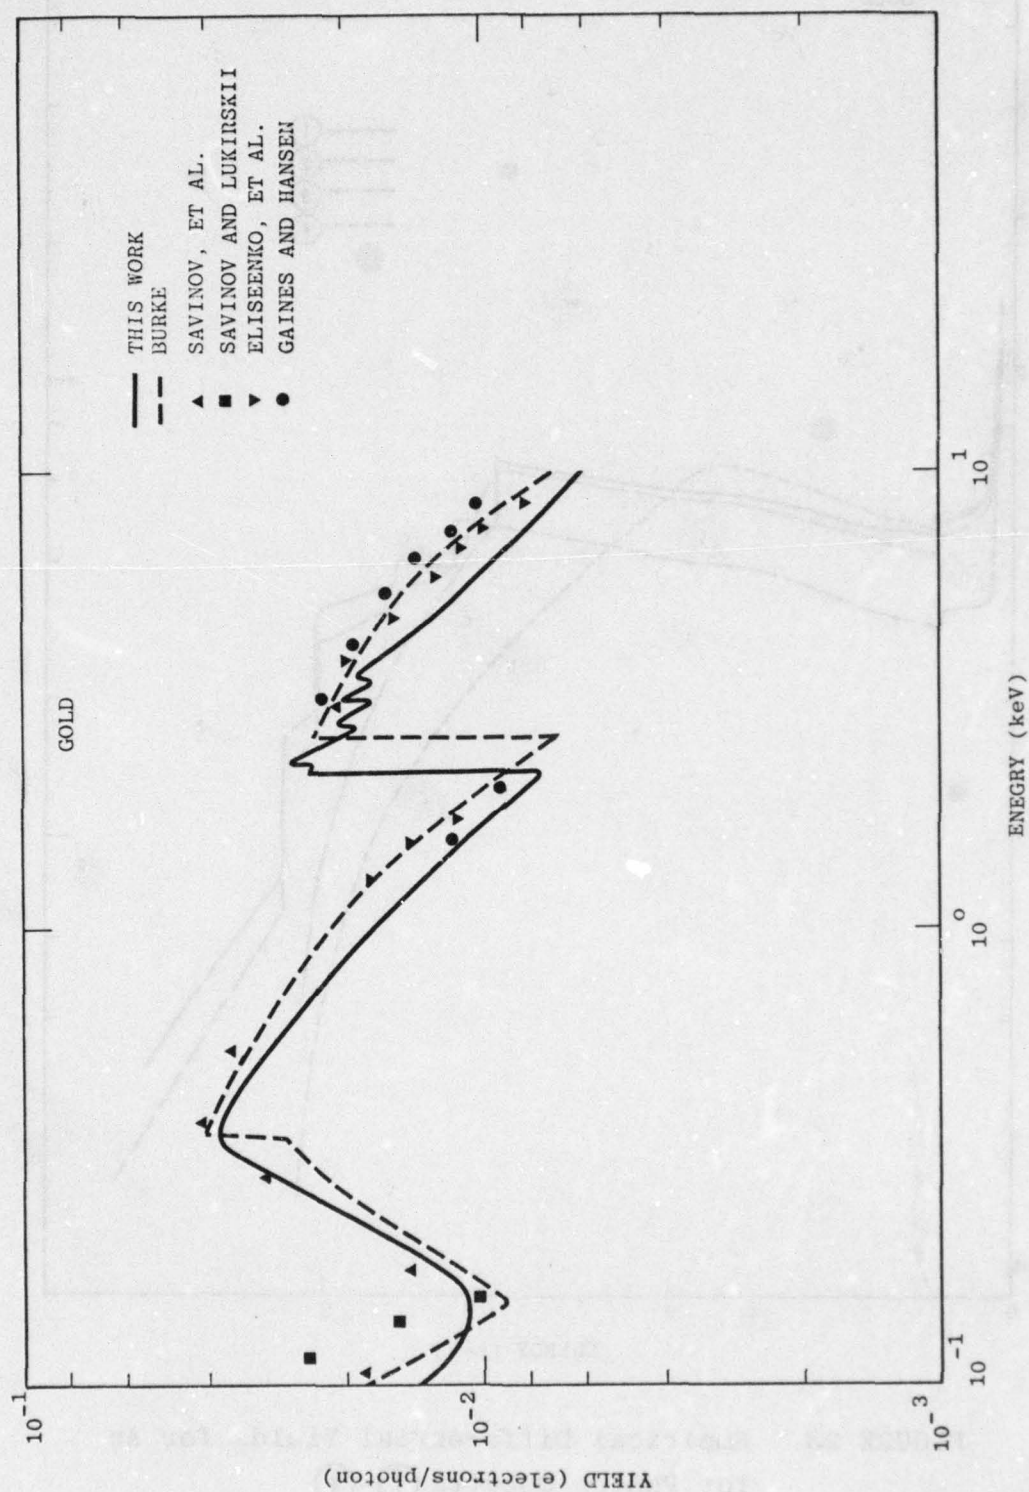 GOLD
THIS WORK
BURKE
SAVINOV, ET AL.
SAVINOV AND LUKIRSKII
ELISEENKO, ET AL.
GAINES AND HANSEN
YIELD (electrons/photon)
10^-1
10^-2
10^-3
10^-1
10^0
10^1
ENEGRY (keV)